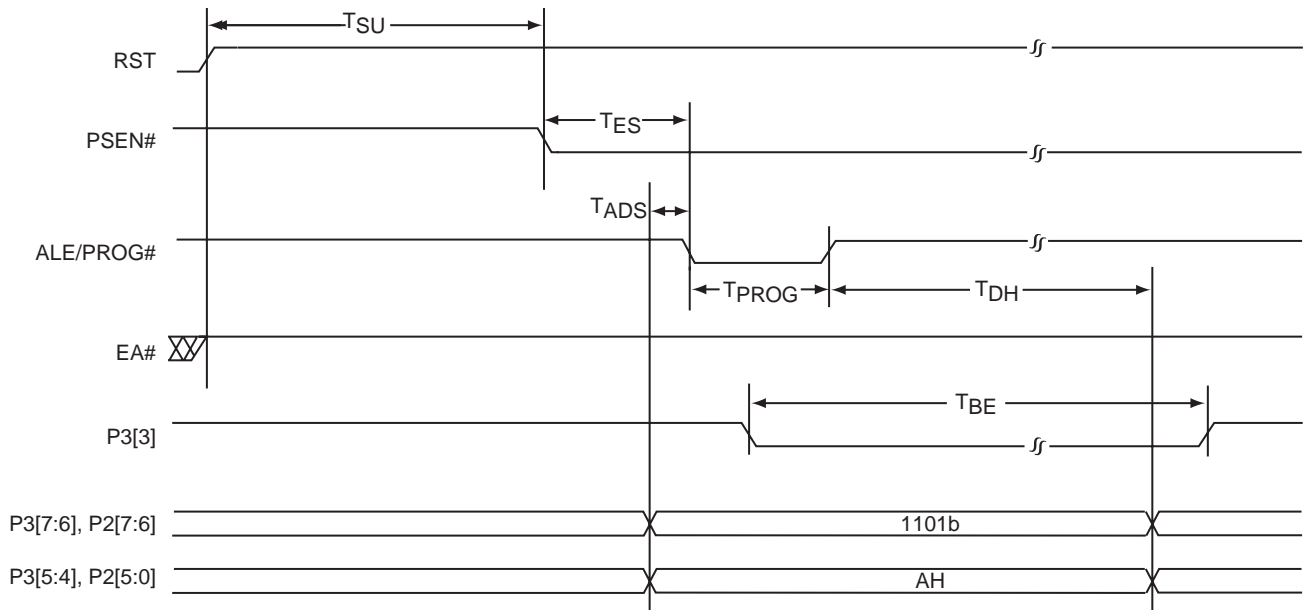 TSU
RST
TES
PSEN#
TADS
ALE/PROG#
TPROG
TDH
EA#
TBE
P3[3]
P3[7:6], P2[7:6]
1101b
P3[5:4], P2[5:0]
AH